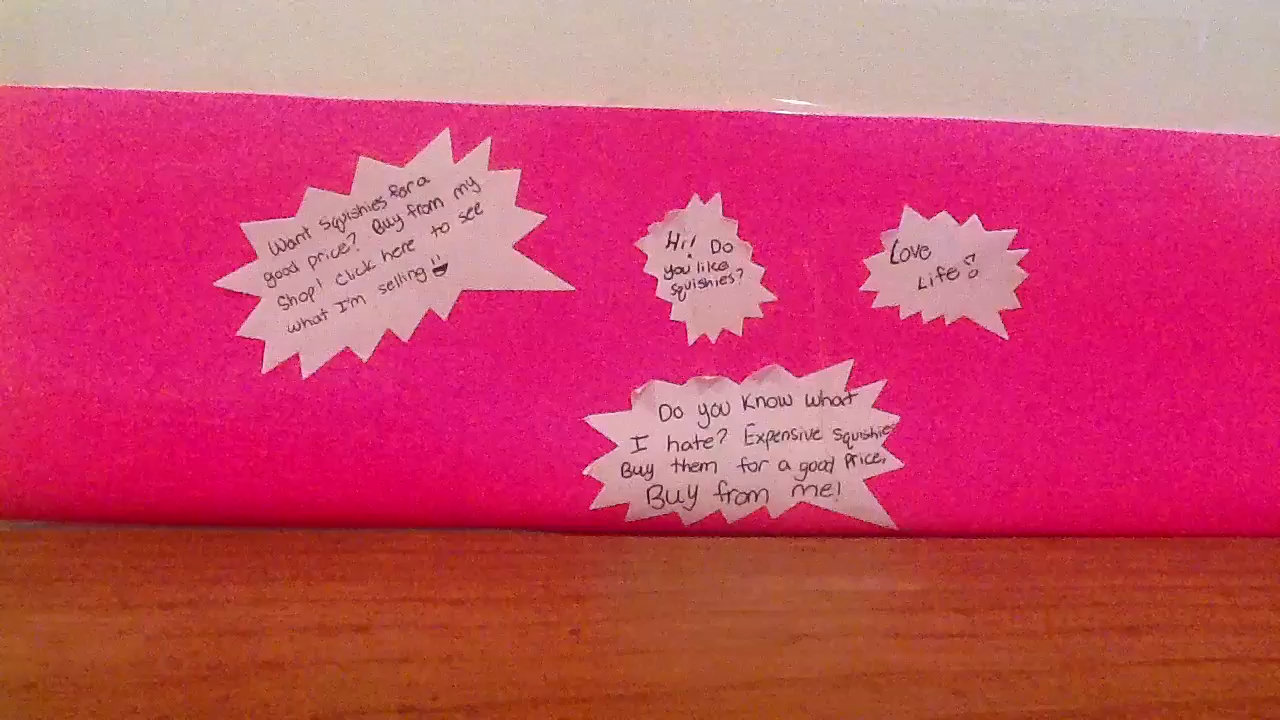 Want squishies for a
good price? Buy from my
Shop! Click here to see
what I'm selling
Hi! Do
you like
squishies?
Love
Life
Do you know what
I hate? Expensive squishies
Buy them for a good price.
Buy from me!